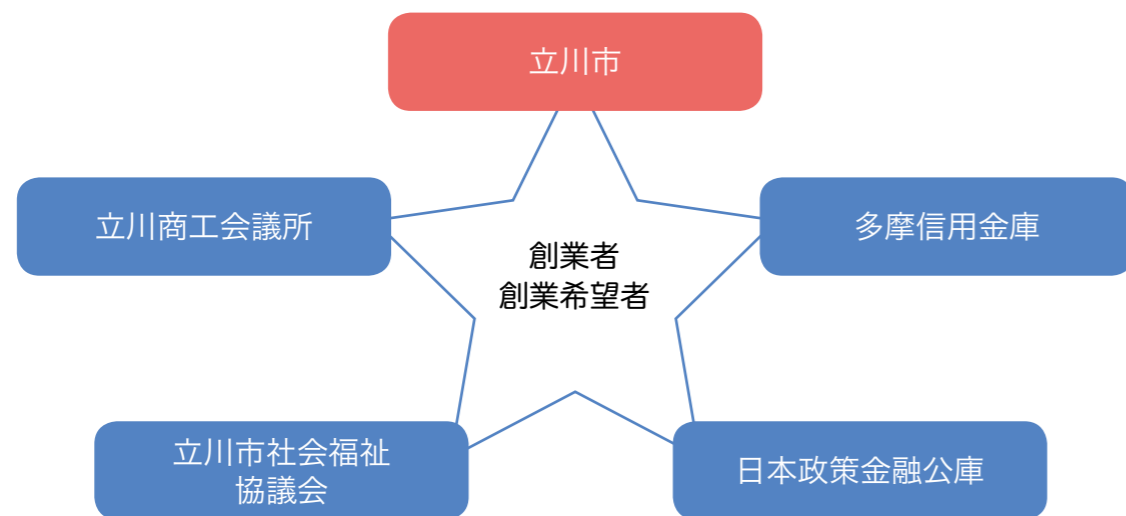 立川市
立川商工会議所
多摩信用金庫
創業者
創業希望者
立川市社会福祉
協議会
日本政策金融公庫